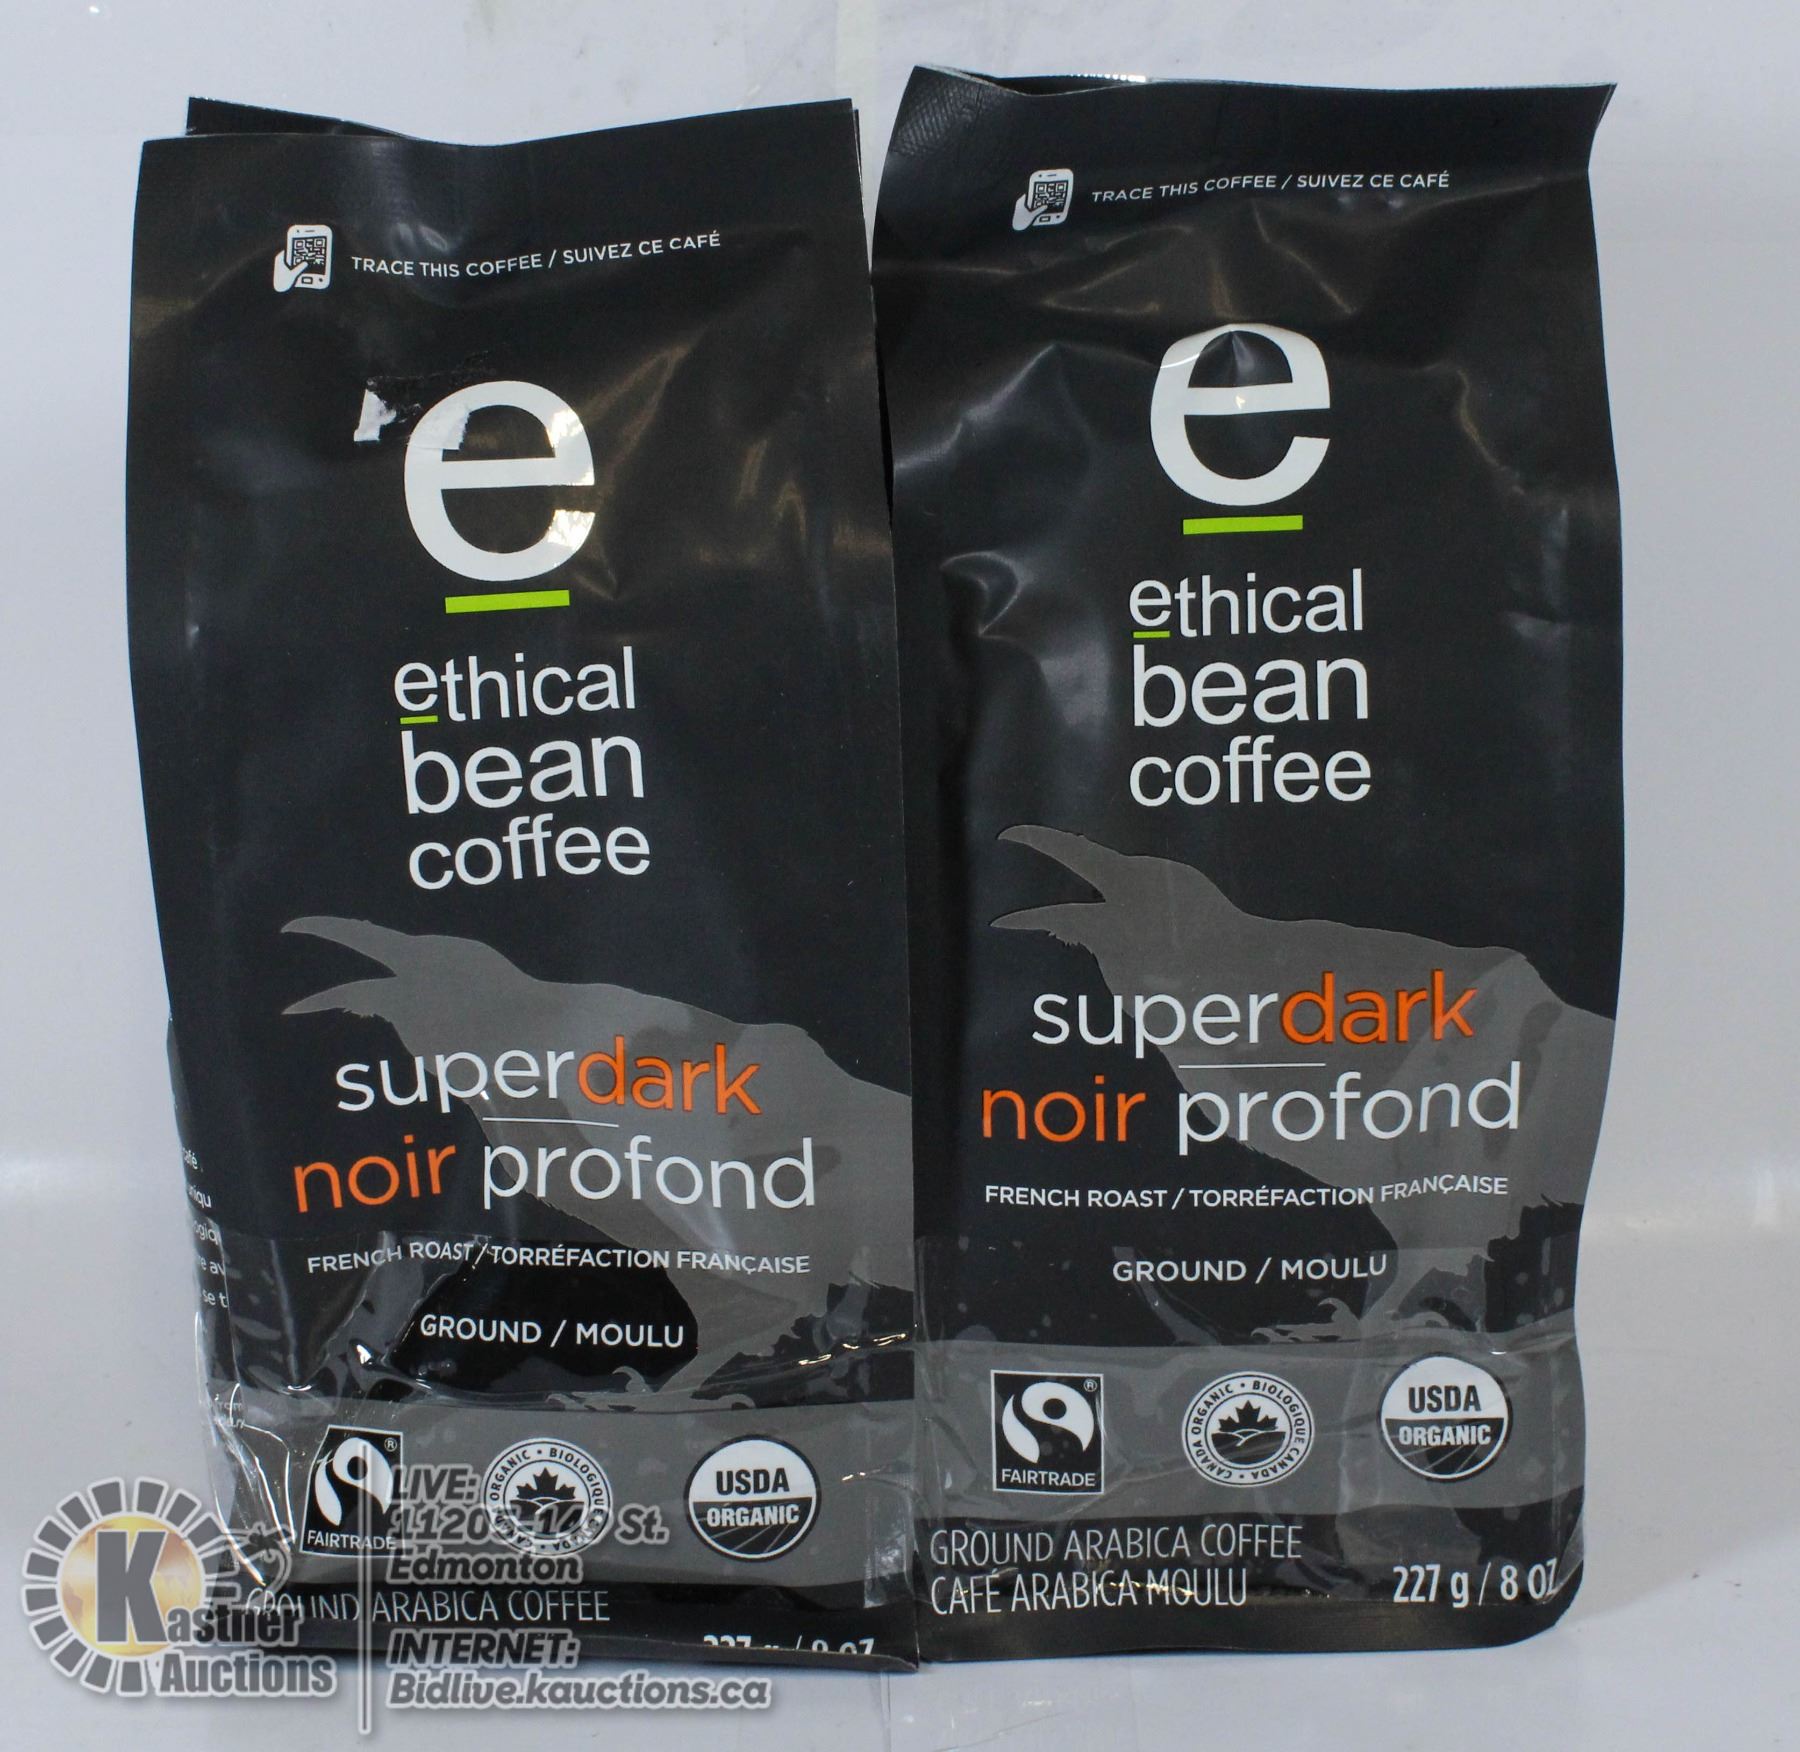 TRACE THIS COFFEE / SUIVEZ CE CAFÉ
e
ethical
bean
coffee
superdark
noir profond
FRENCH ROAST / TORRÉFACTION FRANÇAISE
GROUND / MOULU
FAIRTRADE
BIOLOGIQUE
USDA
ORGANIC
GROUND ARABICA COFFEE
TRACE THIS COFFEE / SUIVEZ CE CAFÉ
e
ethical
bean
coffee
superdark
noir profond
FRENCH ROAST / TORRÉFACTION FRANÇAISE
GROUND / MOULU
FAIRTRADE
CANADA ORGANIC • BIOLOGIQUE CANADA •
USDA
ORGANIC
GROUND ARABICA COFFEE
CAFÉ ARABICA MOULU
227 g / 8 OZ
K
Kastner
Auctions
LIVE:
St.
Edmonton
INTERNET:
Bidlive.kauctions.ca